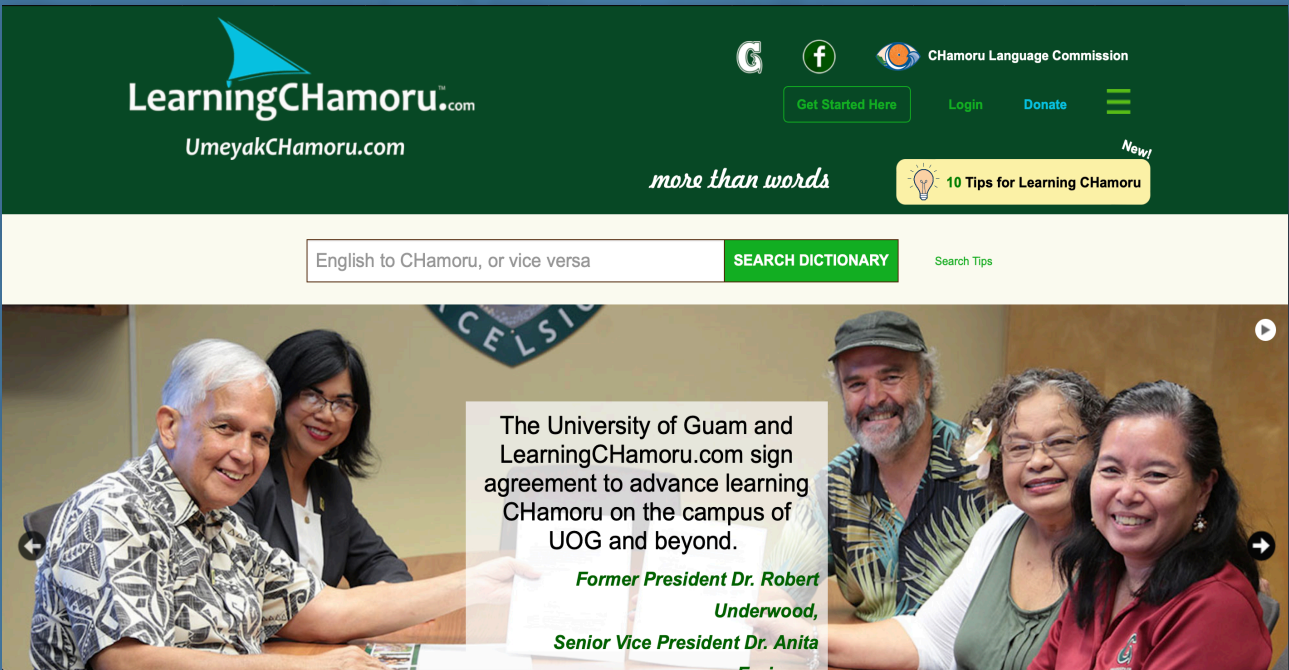 LearningCHamoru.com™
UmeyakCHamoru.com
G
f
CHamoru Language Commission
Get Started Here
Login
Donate
more than words
New!
10 Tips for Learning CHamoru
English to CHamoru, or vice versa
SEARCH DICTIONARY
Search Tips
CELSI
The University of Guam and
LearningCHamoru.com sign
agreement to advance learning
CHamoru on the campus of
UOG and beyond.
Former President Dr. Robert
Underwood,
Senior Vice President Dr. Anita
G